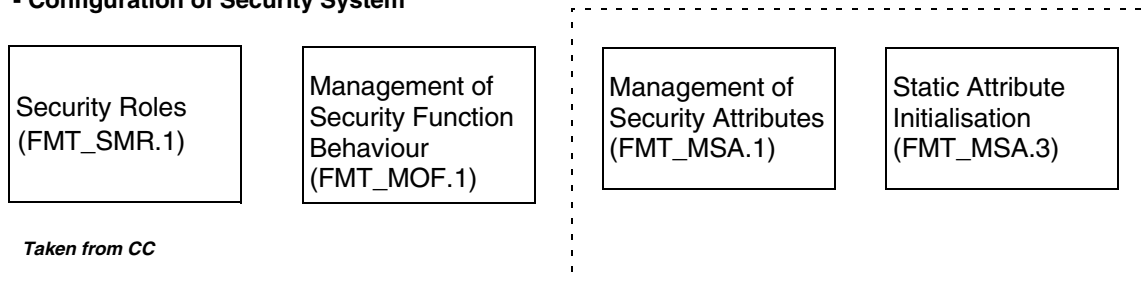 - Configuration of Security System
Security Roles
(FMT_SMR.1)
Management of
Security Function
Behaviour
(FMT_MOF.1)
Management of
Security Attributes
(FMT_MSA.1)
Static Attribute
Initialisation
(FMT_MSA.3)
Taken from CC